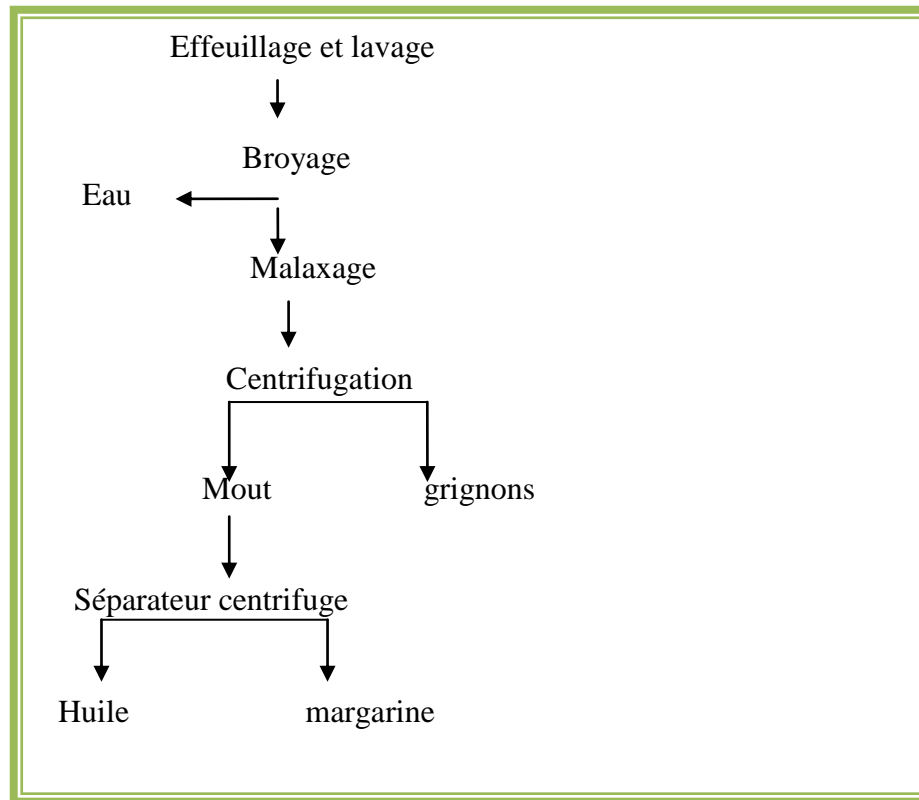 Effeuillage et lavage
Broyage
Eau
Malaxage
Centrifugation
Mout grignons
Séparateur centrifuge
Huile margarine